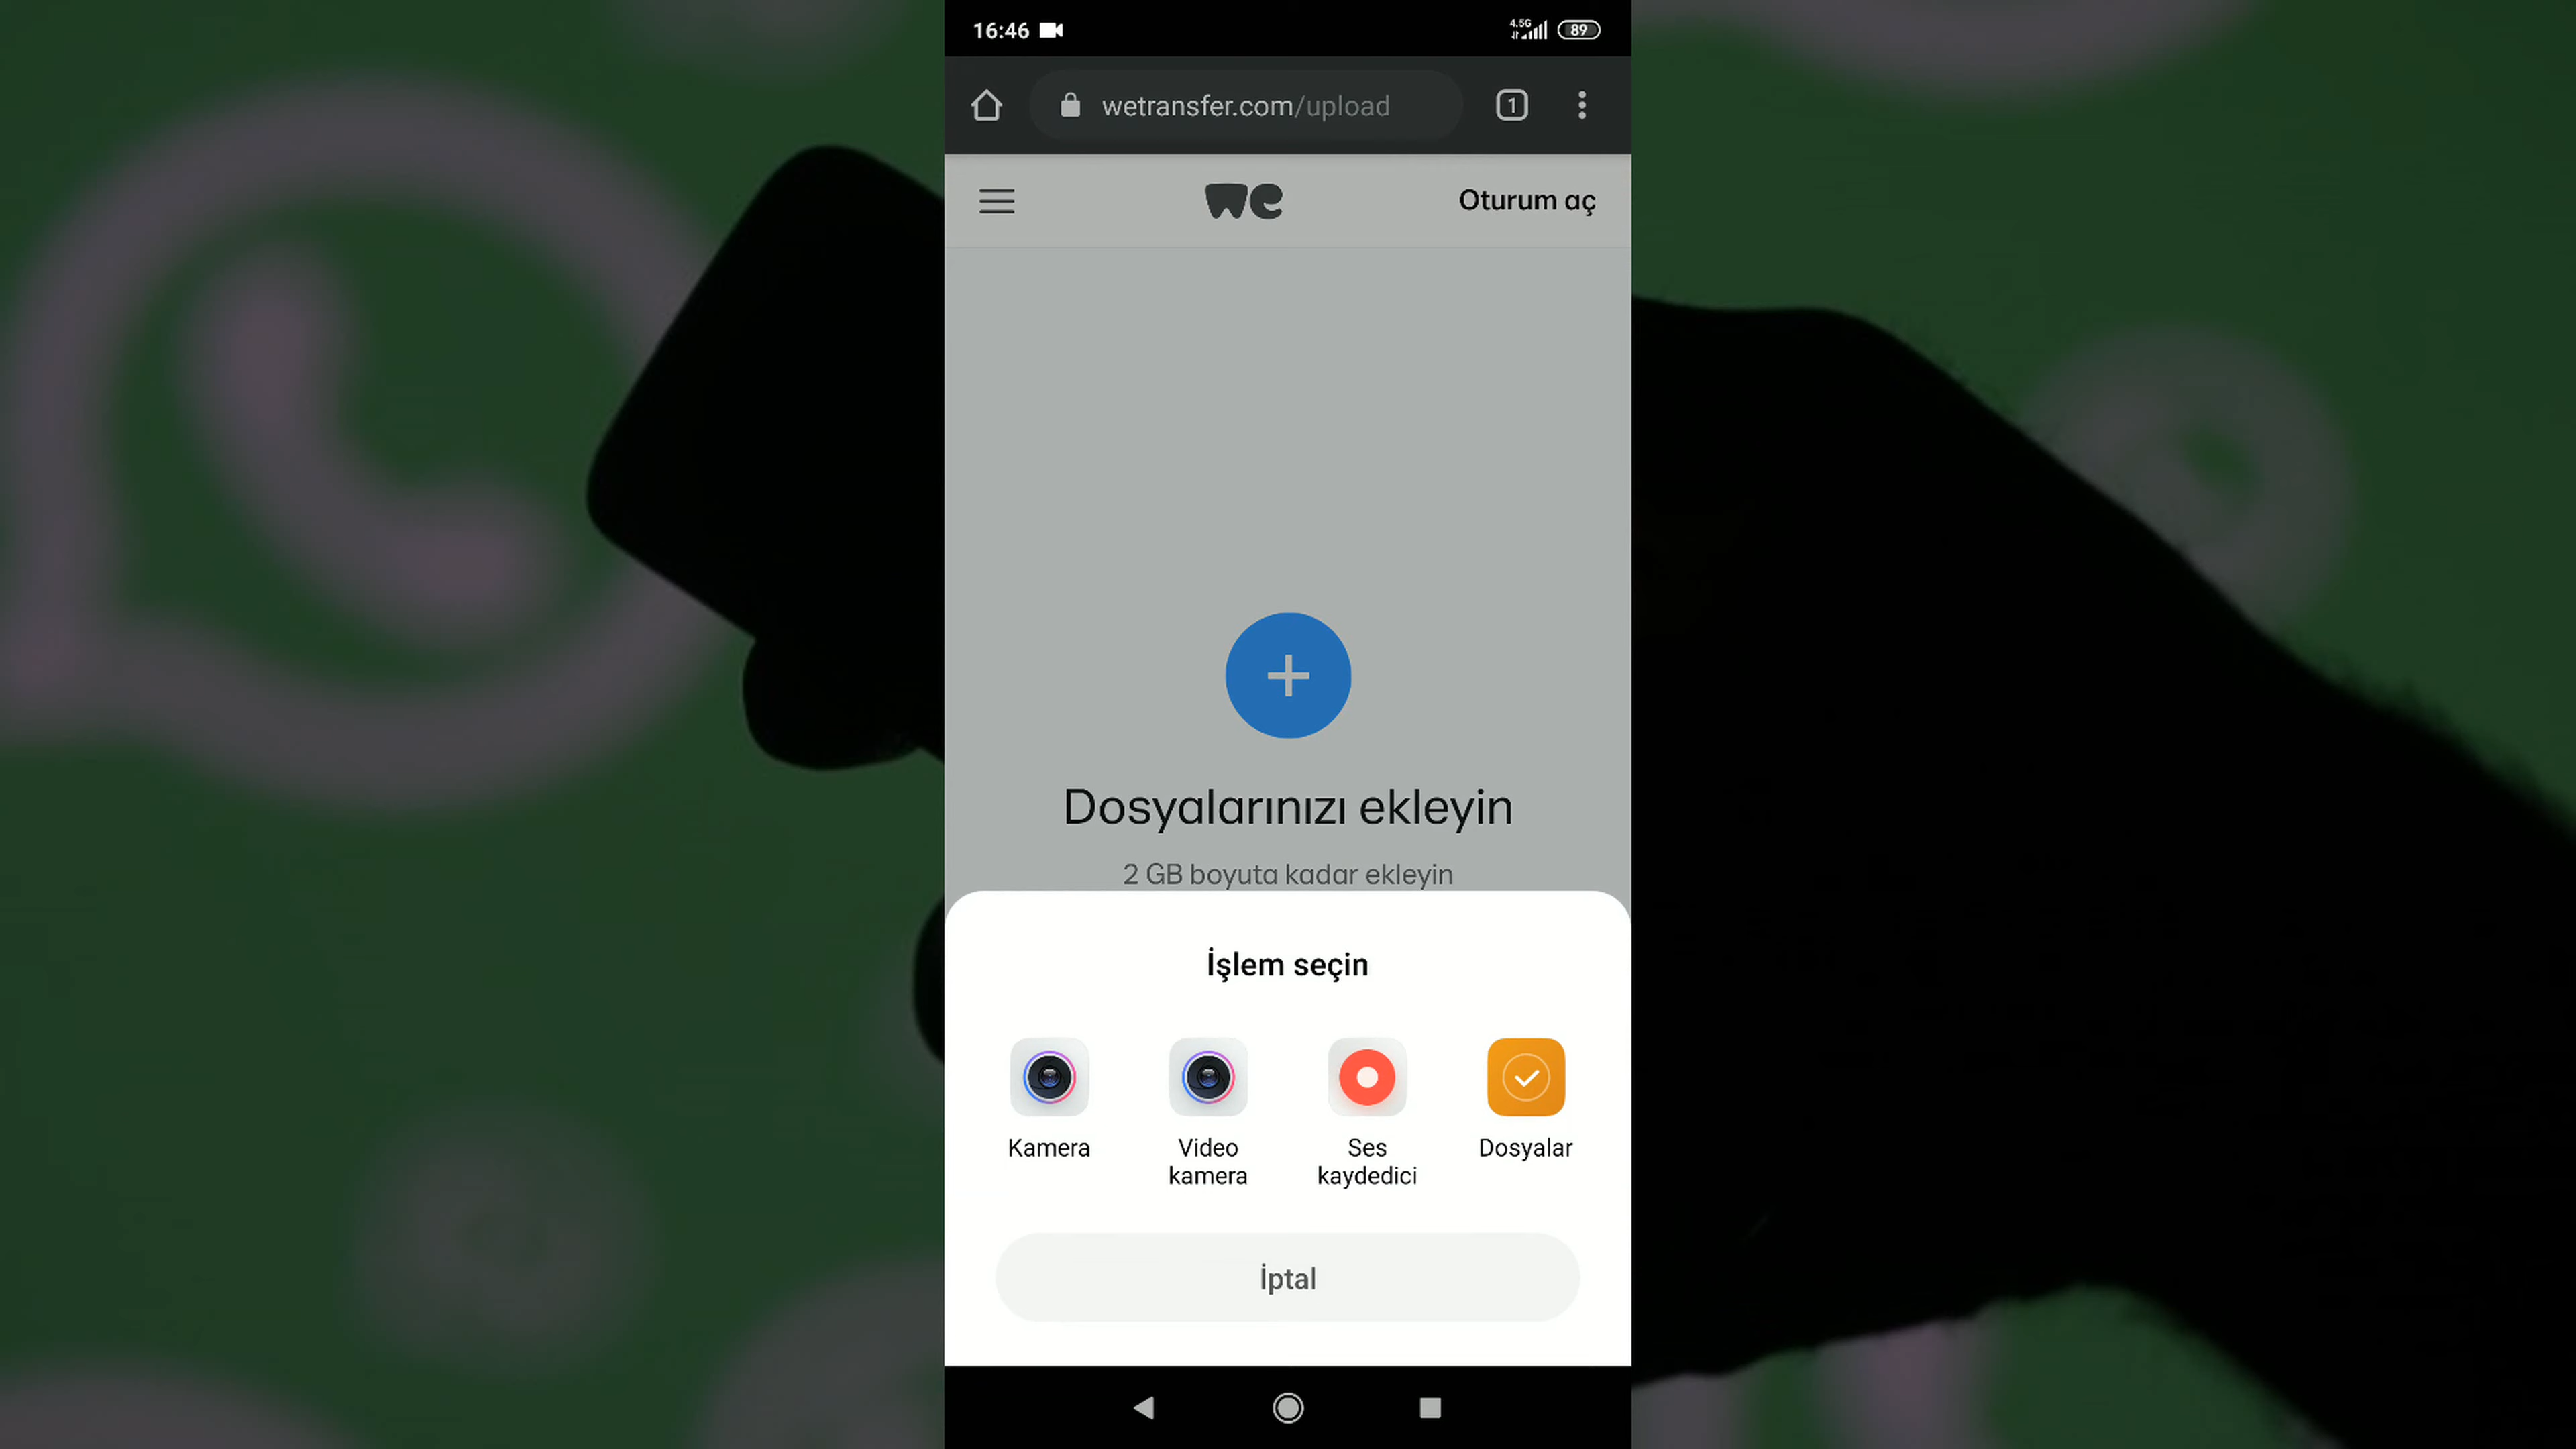 16:46
4.5G
89
wetransfer.com/upload
1
we
Oturum aç
Dosyalarınızı ekleyin
2 GB boyuta kadar ekleyin
İşlem seçin
Kamera
Video
kamera
Ses
kaydedici
Dosyalar
İptal